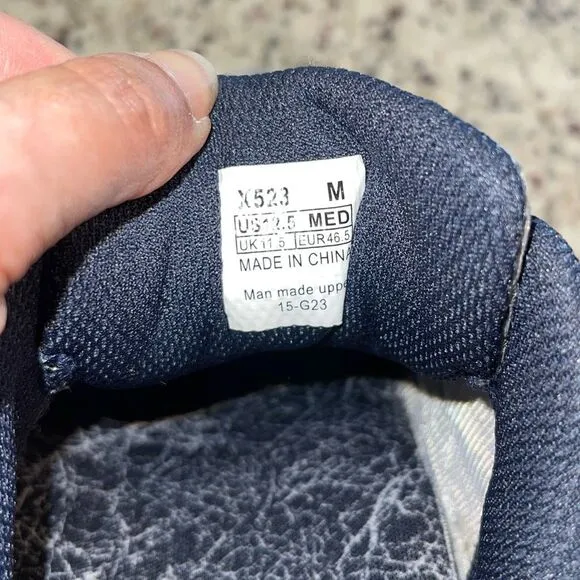 X523 M
US12.5 MED
UK11.5 EUR46.5
MADE IN CHINA
Man made uppe
15-G23